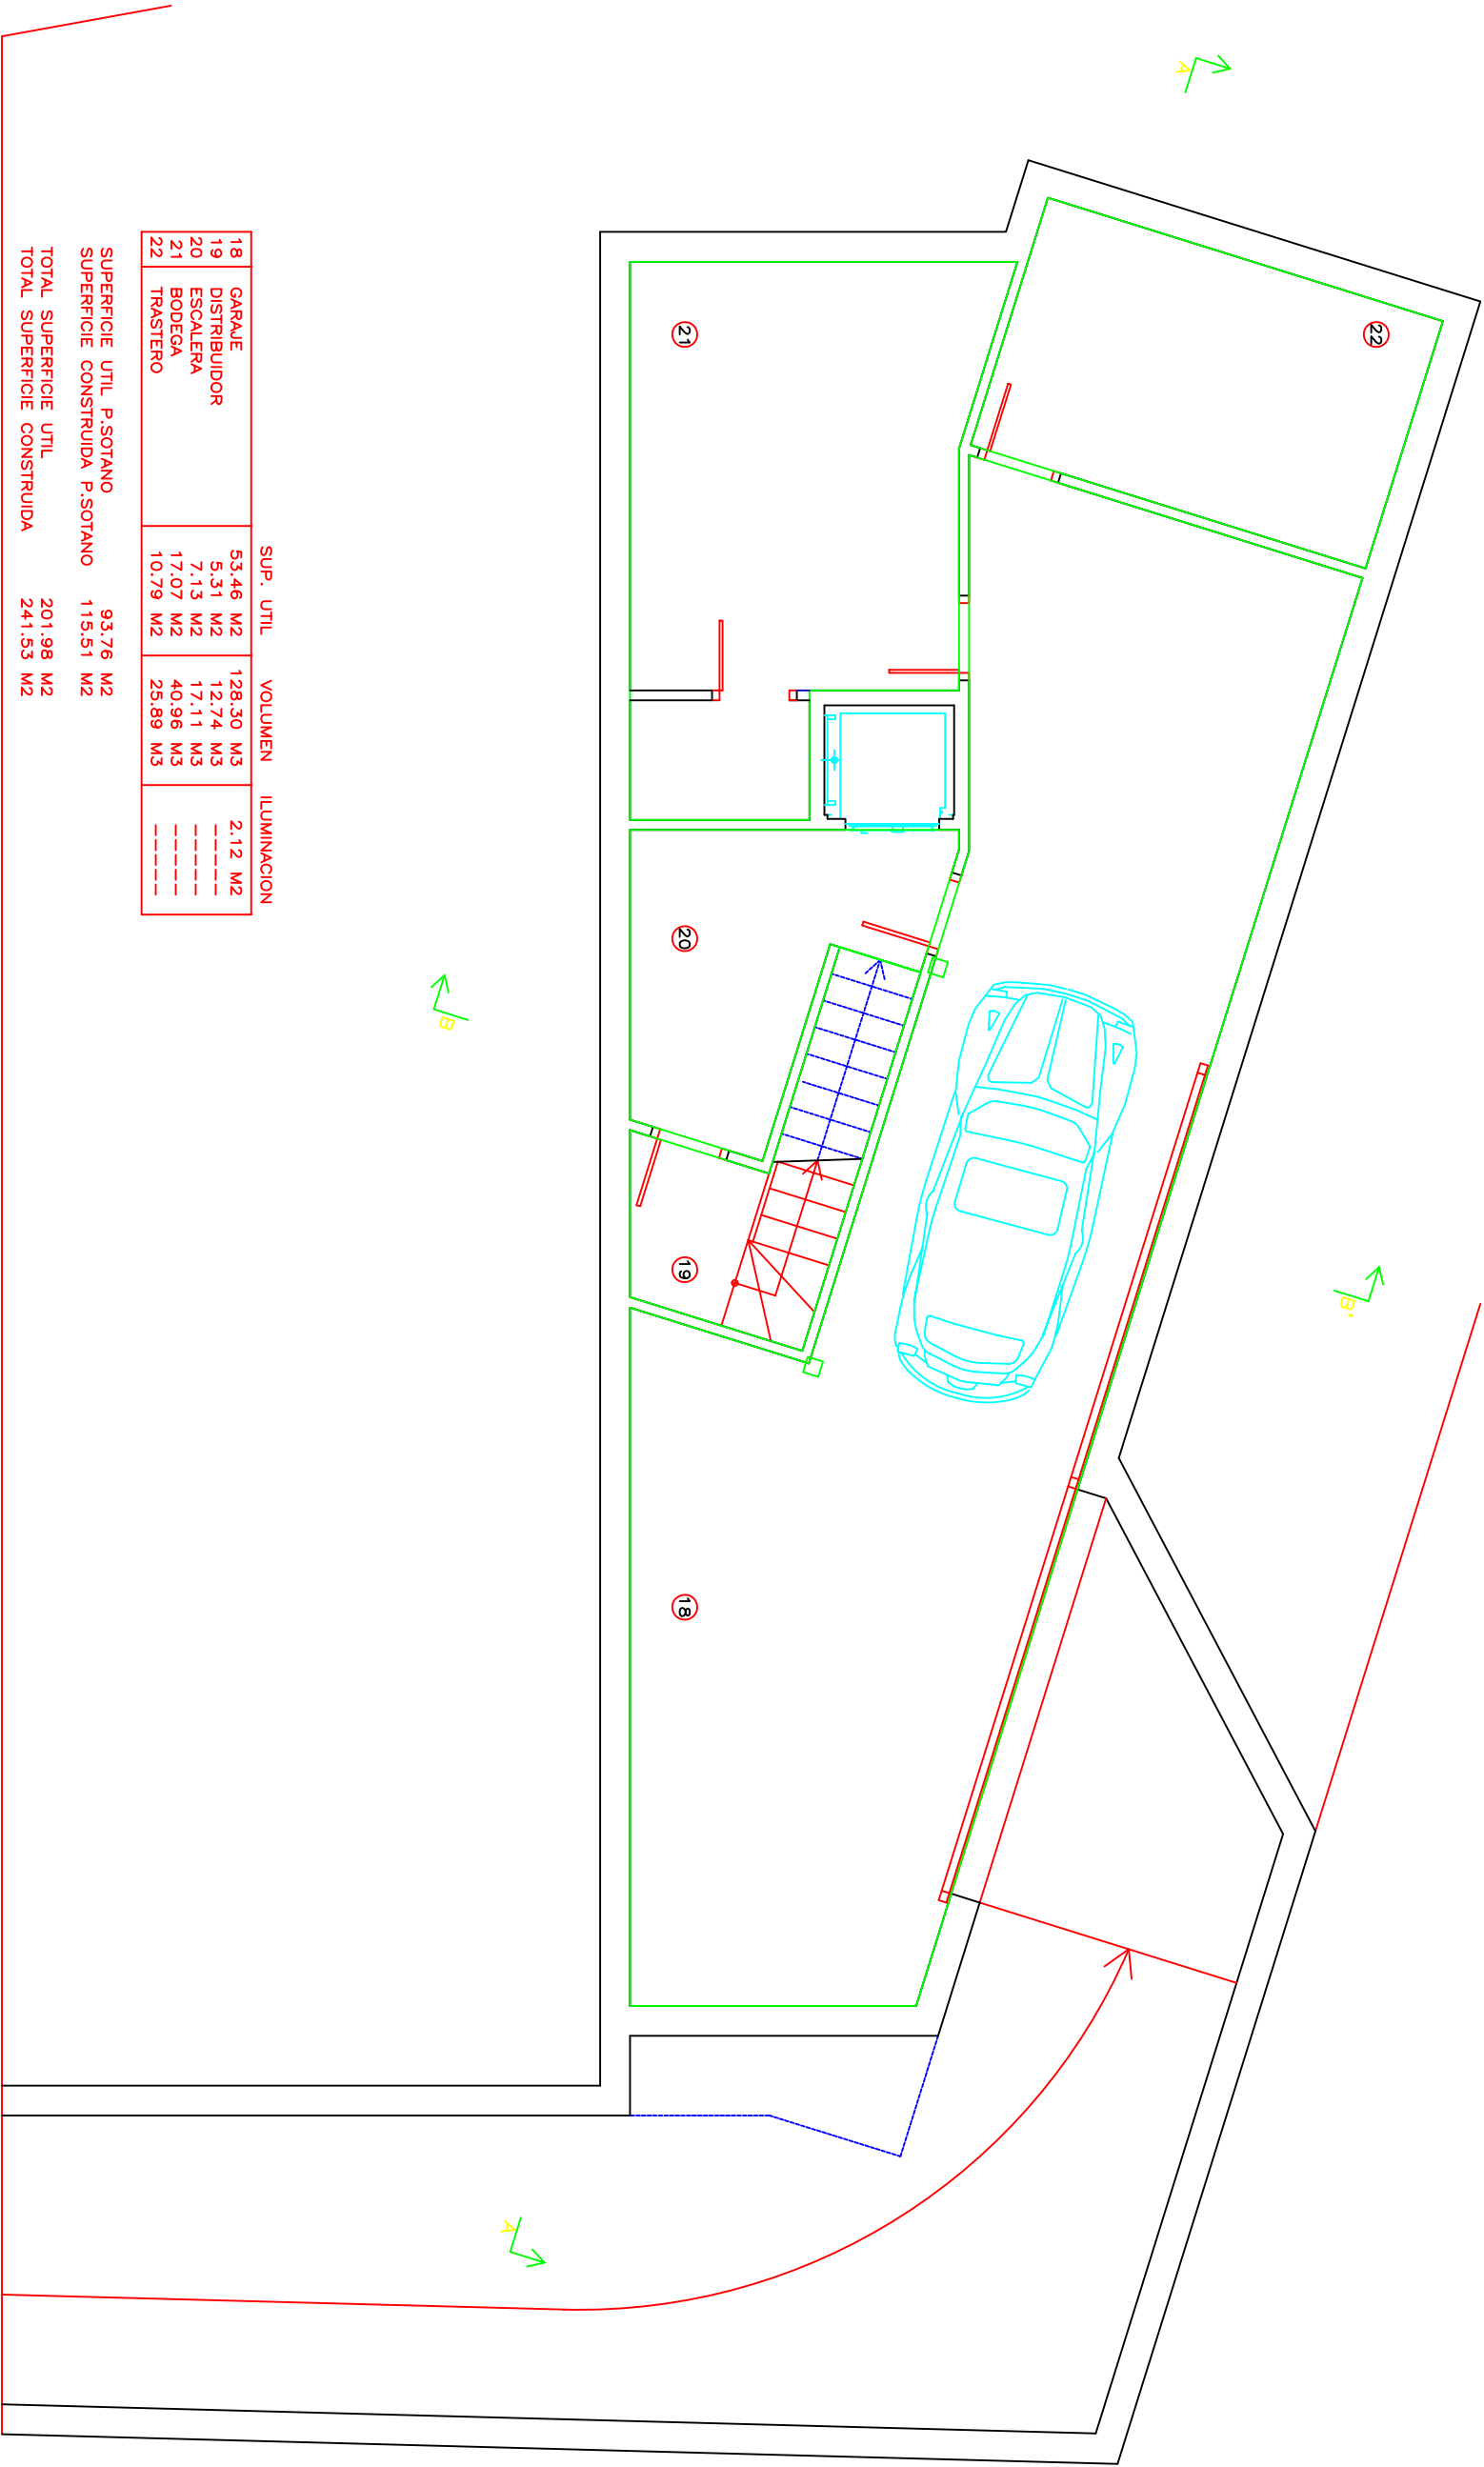 SUP. UTIL VOLUMEN ILUMINACION
18 GARAJE 53.46 M2 128.30 M3 2.12 M2
19 DISTRIBUIDOR 5.31 M2 12.74 M3 ------
20 ESCALERA 7.13 M2 17.11 M3 ------
21 BODEGA 17.07 M2 40.96 M3 ------
22 TRASTERO 10.79 M2 25.89 M3 ------
SUPERFICIE UTIL P.SOTANO 93.76 M2
SUPERFICIE CONSTRUIDA P.SOTANO 115.51 M2
TOTAL SUPERFICIE UTIL 201.98 M2
TOTAL SUPERFICIE CONSTRUIDA 241.53 M2
A
22
21
20
19
18
B
B'
A